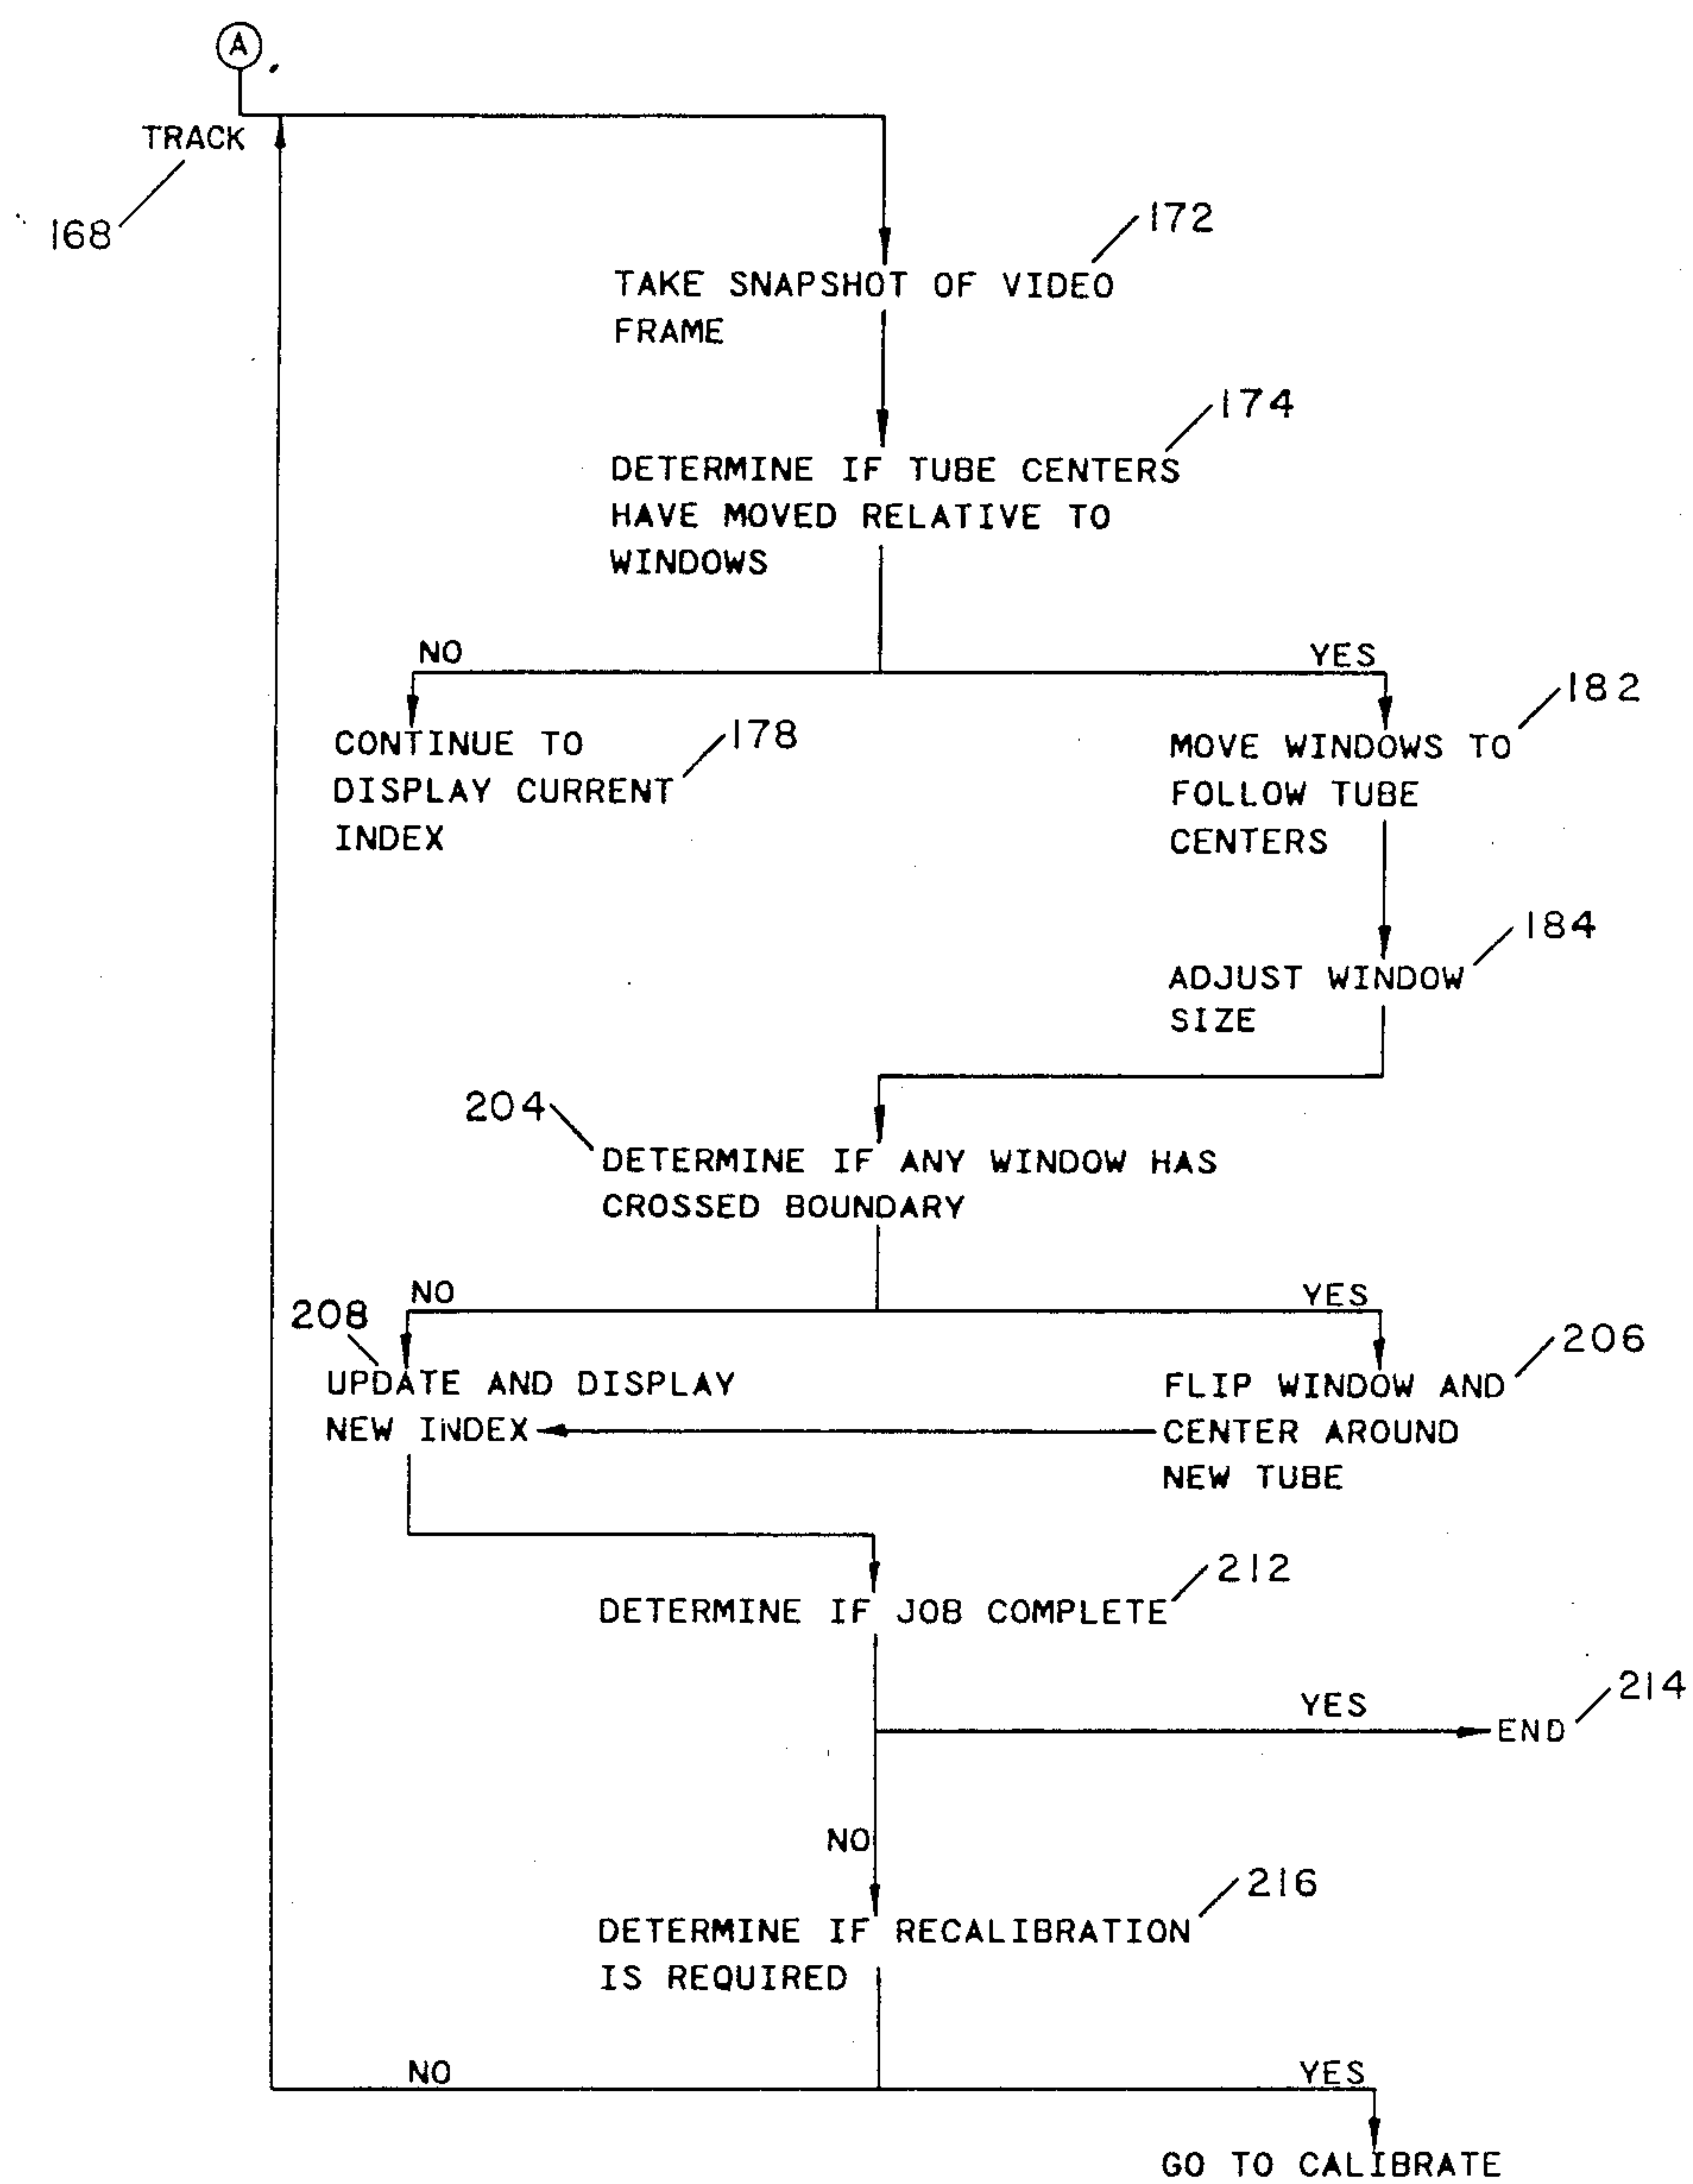 A
TRACK
168
172
TAKE SNAPSHOT OF VIDEO
FRAME
174
DETERMINE IF TUBE CENTERS
HAVE MOVED RELATIVE TO
WINDOWS
NO
YES
178
182
CONTINUE TO
DISPLAY CURRENT
INDEX
MOVE WINDOWS TO
FOLLOW TUBE
CENTERS
184
ADJUST WINDOW
SIZE
204
DETERMINE IF ANY WINDOW HAS
CROSSED BOUNDARY
NO
YES
208
206
UPDATE AND DISPLAY
NEW INDEX
FLIP WINDOW AND
CENTER AROUND
NEW TUBE
212
DETERMINE IF JOB COMPLETE
214
YES
END
NO
216
DETERMINE IF RECALIBRATION
IS REQUIRED
NO
YES
GO TO CALIBRATE